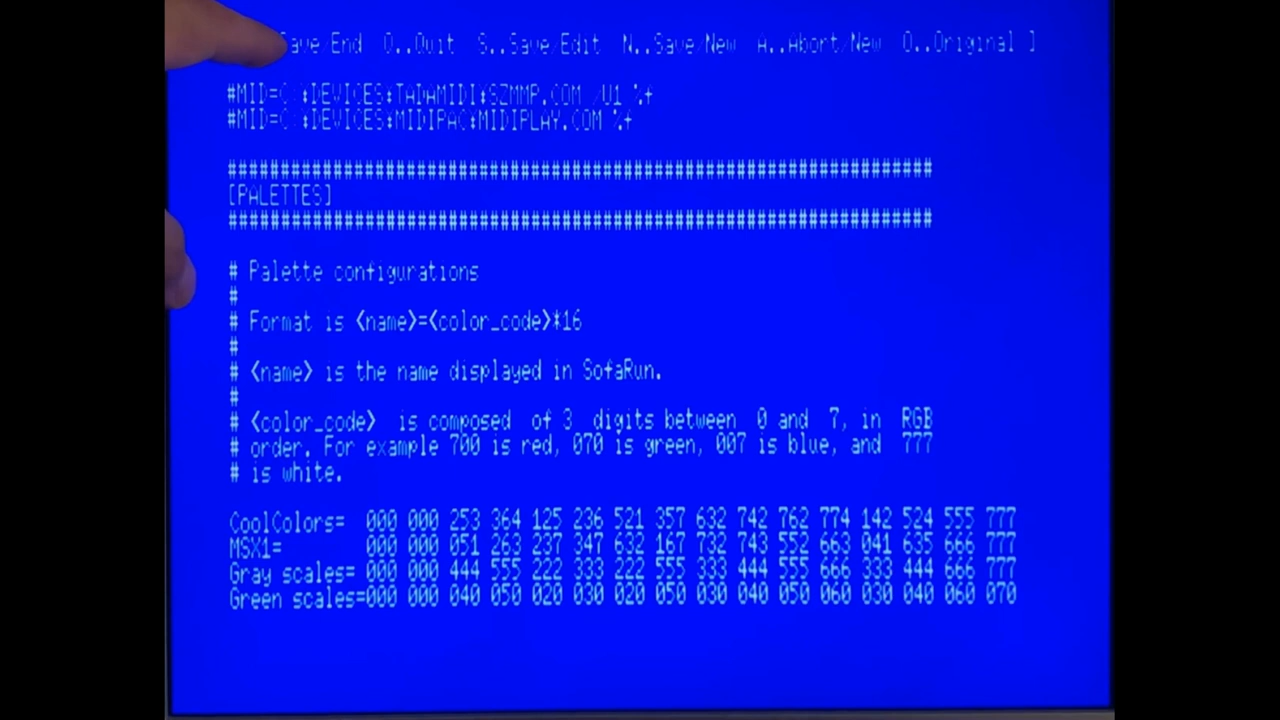 Save/End Q..Quit S..Save/Edit N..Save/New A..Abort/New O..Original ]
#MID=C:¥DEVICES¥TADAMIDI¥SZMMP.COM /U1 %f
#MID=C:¥DEVICES¥MIDIPAC¥MIDIPLAY.COM %f
###################################################################
[PALETTES]
###################################################################
# Palette configurations
#
# Format is <name>=<color_code>*16
#
# <name> is the name displayed in SofaRun.
#
# <color_code> is composed of 3 digits between 0 and 7, in RGB
# order. For example 700 is red, 070 is green, 007 is blue, and 777
# is white.
CoolColors= 000 000 253 364 125 236 521 357 632 742 762 774 142 524 555 777
MSX1= 000 000 051 263 237 347 632 167 732 743 552 663 041 635 666 777
Gray scales= 000 000 444 555 222 333 222 555 333 444 555 666 333 444 666 777
Green scales=000 000 040 050 020 030 020 050 030 040 050 060 030 040 060 070